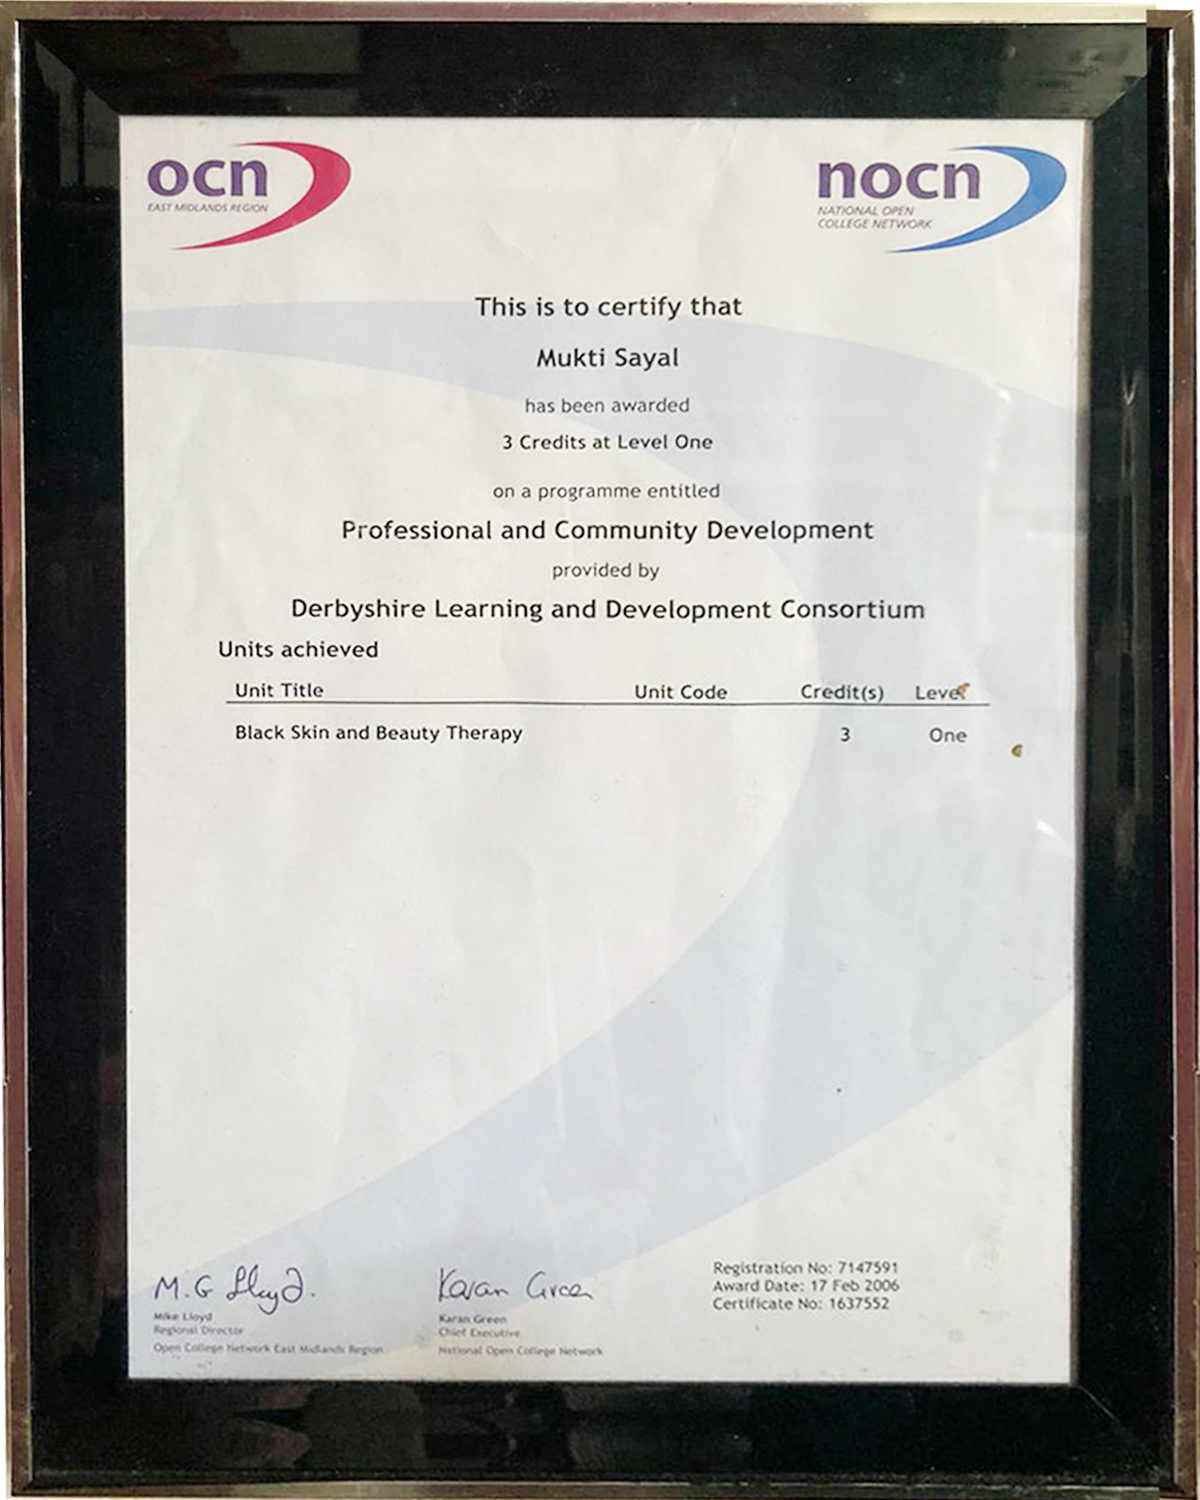 ocn
EAST MIDLANDS REGION
nocn
NATIONAL OPEN
COLLEGE NETWORK
This is to certify that
Mukti Sayal
has been awarded
3 Credits at Level One
on a programme entitled
Professional and Community Development
provided by
Derbyshire Learning and Development Consortium
Units achieved
Unit Title Unit Code Credit(s) Level
Black Skin and Beauty Therapy 3 One
M.G Lloyd.
Mike Lloyd
Regional Director
Open College Network East Midlands Region
Karan Green
Karan Green
Chief Executive
National Open College Network
Registration No: 7147591
Award Date: 17 Feb 2006
Certificate No: 1637552